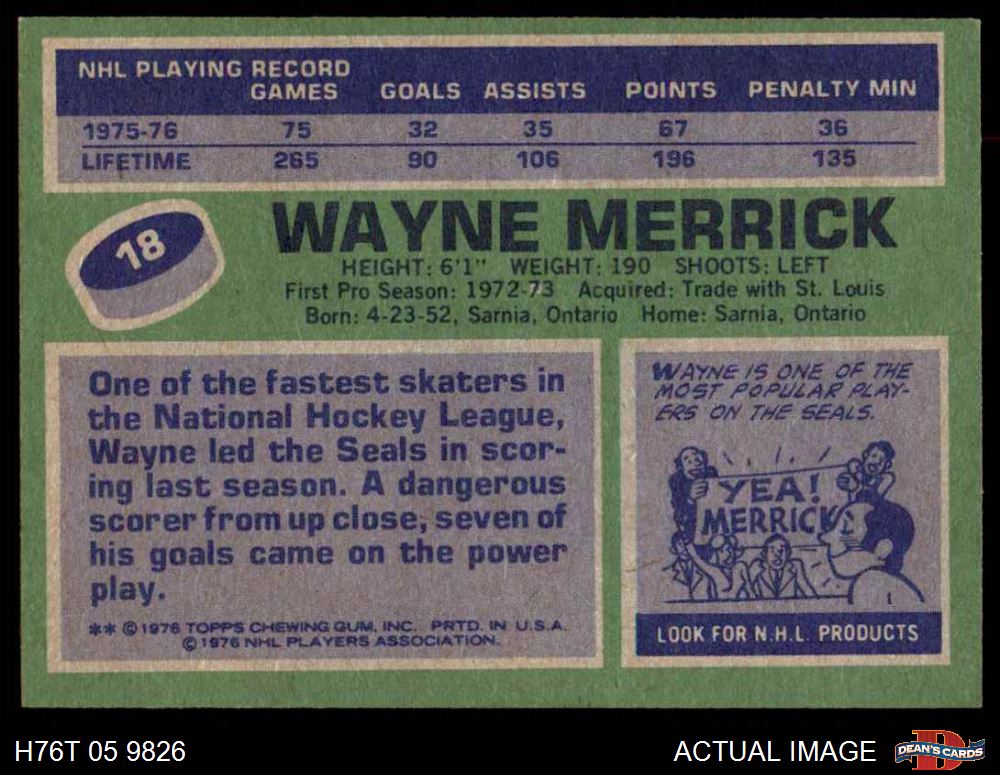 NHL PLAYING RECORD
GAMES GOALS ASSISTS POINTS PENALTY MIN
1975-76 75 32 35 67 36
LIFETIME 265 90 106 196 135
18
WAYNE MERRICK
HEIGHT: 6'1" WEIGHT: 190 SHOOTS: LEFT
First Pro Season: 1972-73 Acquired: Trade with St. Louis
Born: 4-23-52, Sarnia, Ontario Home: Sarnia, Ontario
One of the fastest skaters in
the National Hockey League,
Wayne led the Seals in scor-
ing last season. A dangerous
scorer from up close, seven of
his goals came on the power
play.
** © 1976 TOPPS CHEWING GUM, INC. PRTD. IN U.S.A.
© 1976 NHL PLAYERS ASSOCIATION.
WAYNE IS ONE OF THE
MOST POPULAR PLAY-
ERS ON THE SEALS.
YEA!
MERRICK
LOOK FOR N.H.L. PRODUCTS
H76T 05 9826
ACTUAL IMAGE
DEAN'S CARDS